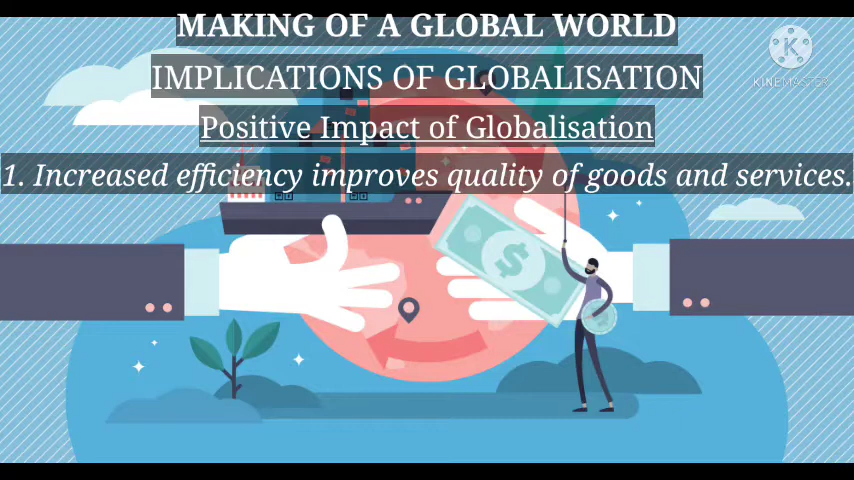 MAKING OF A GLOBAL WORLD
IMPLICATIONS OF GLOBALISATION
Positive Impact of Globalisation
1. Increased efficiency improves quality of goods and services.
K
KINEMASTER
$